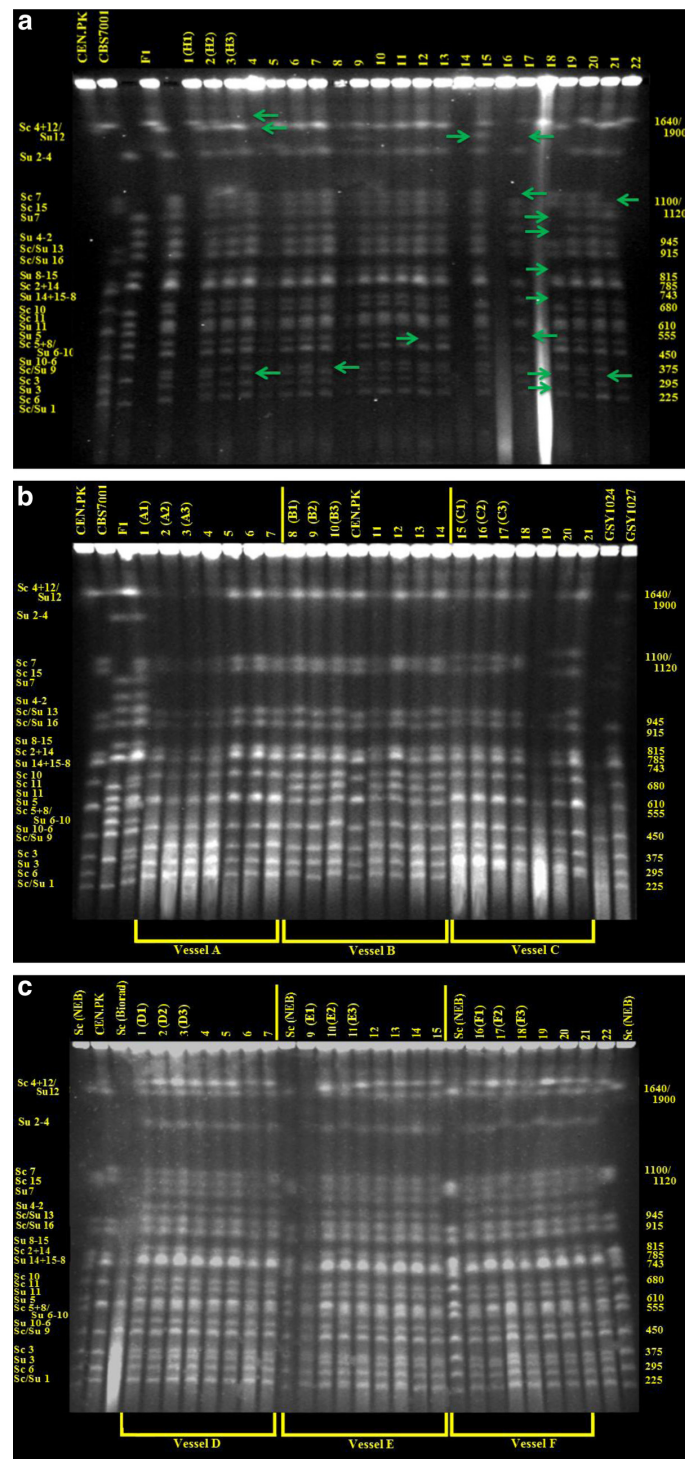 a
CEN.PK CBS7001 F1 1(H1) 2 (H2) 3 (H3) 4 5 6 7 8 9 10 11 12 13 14 15 16 17 18 19 20 21 22
Sc 4+12/
Su12
Su 2-4
Sc 7
Sc 15
Su7
Su 4-2
Sc/Su 13
Sc/Su 16
Su 8-15
Sc 2+14
Su 14+15-8
Sc 10
Sc 11
Su 11
Su 5
Sc 5+8/
Su 6-10
Su 10-6
Sc/Su 9
Sc 3
Su 3
Sc 6
Sc/Su 1
1640/
1900
1100/
1120
945
915
815
785
743
680
610
555
450
375
295
225
b
CEN.PK CBS7001 F1 1 (A1) 2 (A2) 3 (A3) 4 5 6 7 8 (B1) 9 (B2) 10 (B3) CEN.PK 11 12 13 14 15 (C1) 16 (C2) 17 (C3) 18 19 20 21 GSY1024 GSY1027
Sc 4+12/
Su12
Su 2-4
Sc 7
Sc 15
Su7
Su 4-2
Sc/Su 13
Sc/Su 16
Su 8-15
Sc 2+14
Su 14+15-8
Sc 10
Sc 11
Su 11
Su 5
Sc 5+8/
Su 6-10
Su 10-6
Sc/Su 9
Sc 3
Su 3
Sc 6
Sc/Su 1
1640/
1900
1100/
1120
945
915
815
785
743
680
610
555
450
375
295
225
Vessel A Vessel B Vessel C
c
Sc (NEB) CEN.PK Sc (Biorad) 1 (D1) 2 (D2) 3 (D3) 4 5 6 7 Sc (NEB) 9 (E1) 10 (E2) 11 (E3) 12 13 14 15 Sc (NEB) 16 (F1) 17 (F2) 18 (F3) 19 20 21 22 Sc (NEB)
Sc 4+12/
Su12
Su 2-4
Sc 7
Sc 15
Su7
Su 4-2
Sc/Su 13
Sc/Su 16
Su 8-15
Sc 2+14
Su 14+15-8
Sc 10
Sc 11
Su 11
Su 5
Sc 5+8/
Su 6-10
Su 10-6
Sc/Su 9
Sc 3
Su 3
Sc 6
Sc/Su 1
1640/
1900
1100/
1120
945
915
815
785
743
680
610
555
450
375
295
225
Vessel D Vessel E Vessel F